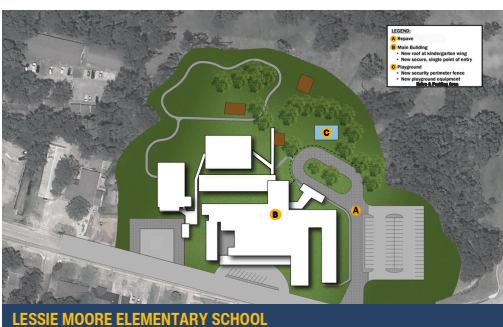 LEGEND:
A Repave
B Main Building
• New roof at kindergarten wing
• New secure, single point of entry
C Playground
• New security perimeter fence
• New playground equipment
C
B
A
LESSIE MOORE ELEMENTARY SCHOOL